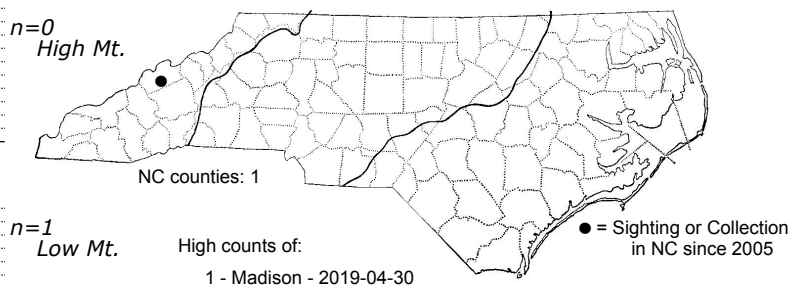 n=0
High Mt.
NC counties: 1
n=1
Low Mt.
High counts of:
1 - Madison - 2019-04-30
● = Sighting or Collection
in NC since 2005